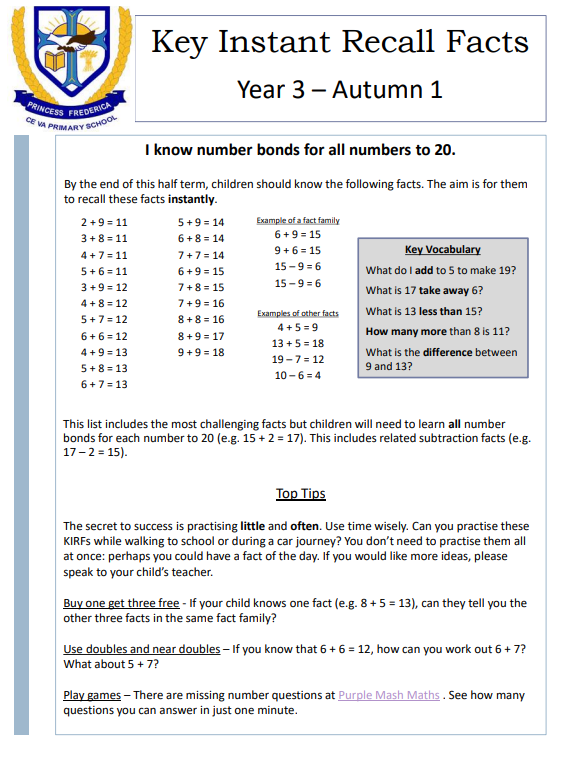 PRINCESS FREDERICA
CE VA PRIMARY SCHOOL
Key Instant Recall Facts
Year 3 – Autumn 1
I know number bonds for all numbers to 20.
By the end of this half term, children should know the following facts. The aim is for them
to recall these facts instantly.
2 + 9 = 11
3 + 8 = 11
4 + 7 = 11
5 + 6 = 11
3 + 9 = 12
4 + 8 = 12
5 + 7 = 12
6 + 6 = 12
4 + 9 = 13
5 + 8 = 13
6 + 7 = 13
5 + 9 = 14
6 + 8 = 14
7 + 7 = 14
6 + 9 = 15
7 + 8 = 15
7 + 9 = 16
8 + 8 = 16
8 + 9 = 17
9 + 9 = 18
Example of a fact family
6 + 9 = 15
9 + 6 = 15
15 – 9 = 6
15 – 9 = 6
Examples of other facts
4 + 5 = 9
13 + 5 = 18
19 – 7 = 12
10 – 6 = 4
Key Vocabulary
What do I add to 5 to make 19?
What is 17 take away 6?
What is 13 less than 15?
How many more than 8 is 11?
What is the difference between
9 and 13?
This list includes the most challenging facts but children will need to learn all number
bonds for each number to 20 (e.g. 15 + 2 = 17). This includes related subtraction facts (e.g.
17 – 2 = 15).
Top Tips
The secret to success is practising little and often. Use time wisely. Can you practise these
KIRFs while walking to school or during a car journey? You don't need to practise them all
at once: perhaps you could have a fact of the day. If you would like more ideas, please
speak to your child's teacher.
Buy one get three free - If your child knows one fact (e.g. 8 + 5 = 13), can they tell you the
other three facts in the same fact family?
Use doubles and near doubles – If you know that 6 + 6 = 12, how can you work out 6 + 7?
What about 5 + 7?
Play games – There are missing number questions at Purple Mash Maths . See how many
questions you can answer in just one minute.